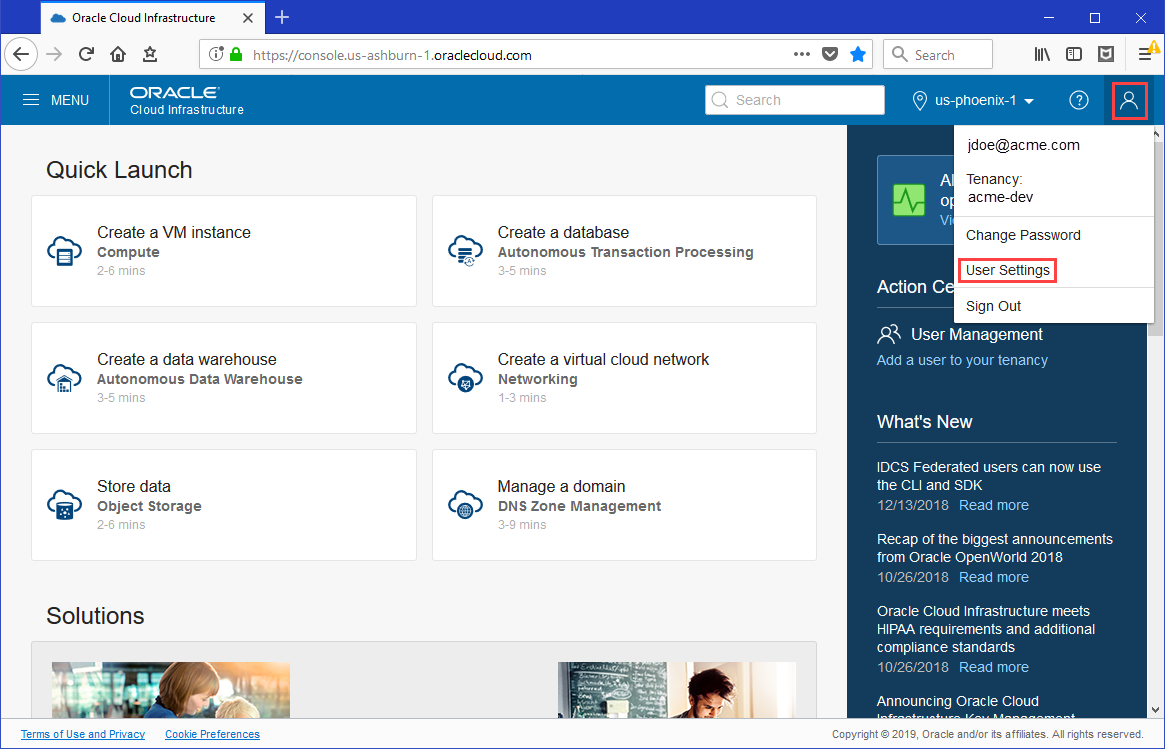 Oracle Cloud Infrastructure
https://console.us-ashburn-1.oraclecloud.com
Search
MENU
ORACLE
Cloud Infrastructure
Search
us-phoenix-1
jdoe@acme.com
Tenancy:
acme-dev
Change Password
User Settings
Sign Out
Quick Launch
Create a VM instance
Compute
2-6 mins
Create a database
Autonomous Transaction Processing
3-5 mins
Create a data warehouse
Autonomous Data Warehouse
3-5 mins
Create a virtual cloud network
Networking
1-3 mins
Store data
Object Storage
2-6 mins
Manage a domain
DNS Zone Management
3-9 mins
Solutions
Action Ce
User Management
Add a user to your tenancy
What's New
IDCS Federated users can now use
the CLI and SDK
12/13/2018 Read more
Recap of the biggest announcements
from Oracle OpenWorld 2018
10/26/2018 Read more
Oracle Cloud Infrastructure meets
HIPAA requirements and additional
compliance standards
10/26/2018 Read more
Announcing Oracle Cloud
Infrastructure Key Management
Terms of Use and Privacy
Cookie Preferences
Copyright © 2019, Oracle and/or its affiliates. All rights reserved.